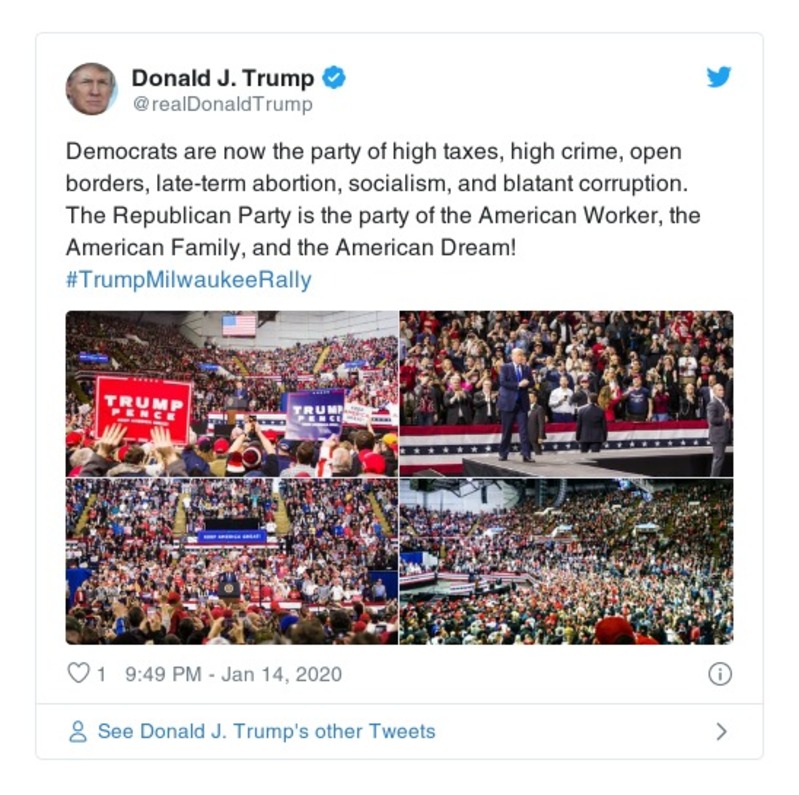 Donald J. Trump
@realDonaldTrump
Democrats are now the party of high taxes, high crime, open
borders, late-term abortion, socialism, and blatant corruption.
The Republican Party is the party of the American Worker, the
American Family, and the American Dream!
#TrumpMilwaukeeRally
TRUMP
PENCE
TRUMP
PENCE
KEEP AMERICA GREAT!
1 9:49 PM - Jan 14, 2020
See Donald J. Trump's other Tweets